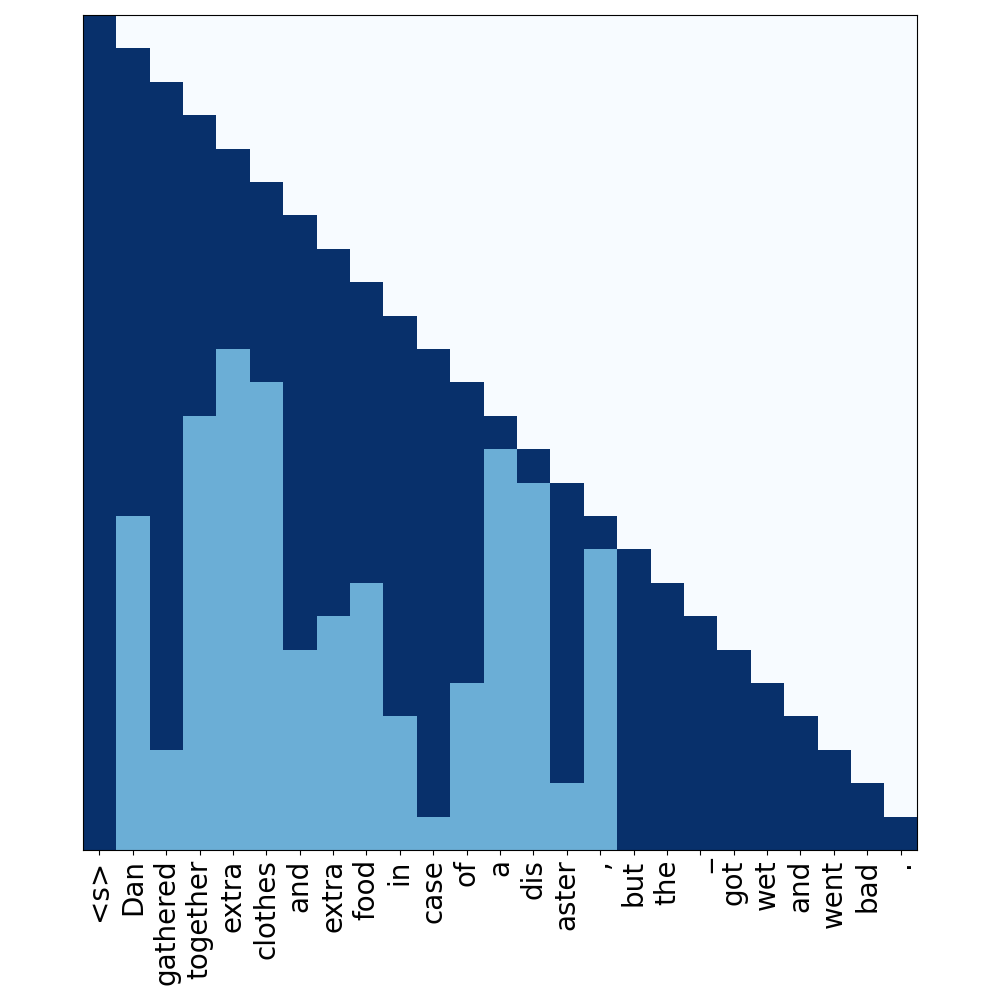 <s> Dan gathered together extra clothes and extra food in case of a dis aster , but the _ got wet and went bad .